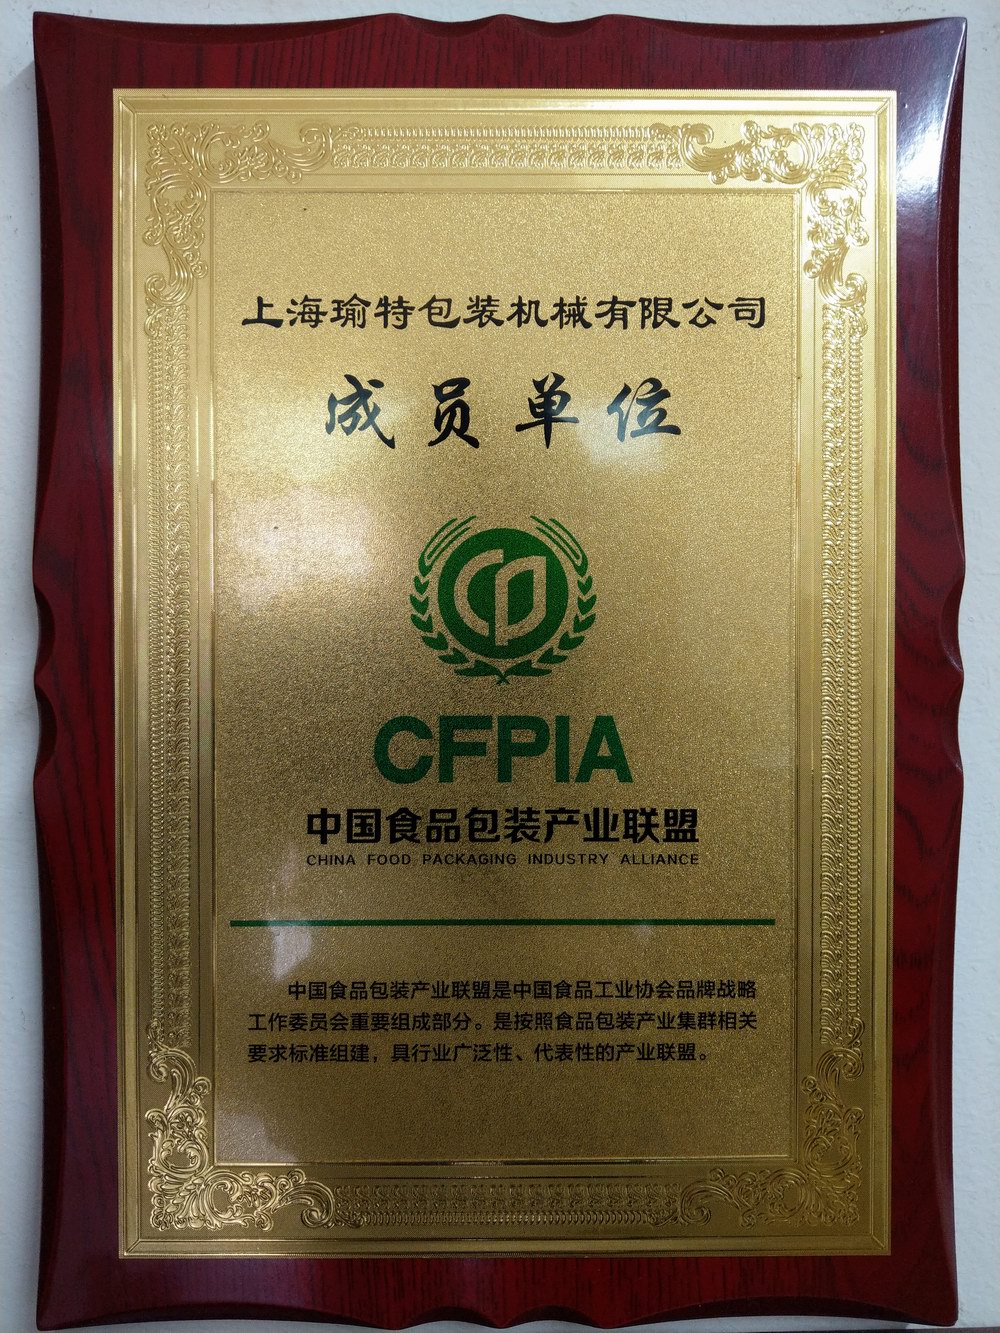 上海瑜特包装机械有限公司
成员单位
CFPIA
中国食品包装产业联盟
CHINA FOOD PACKAGING INDUSTRY ALLIANCE
中国食品包装产业联盟是中国食品工业协会品牌战略
工作委员会重要组成部分。是按照食品包装产业集群相关
要求标准组建，具行业广泛性、代表性的产业联盟。